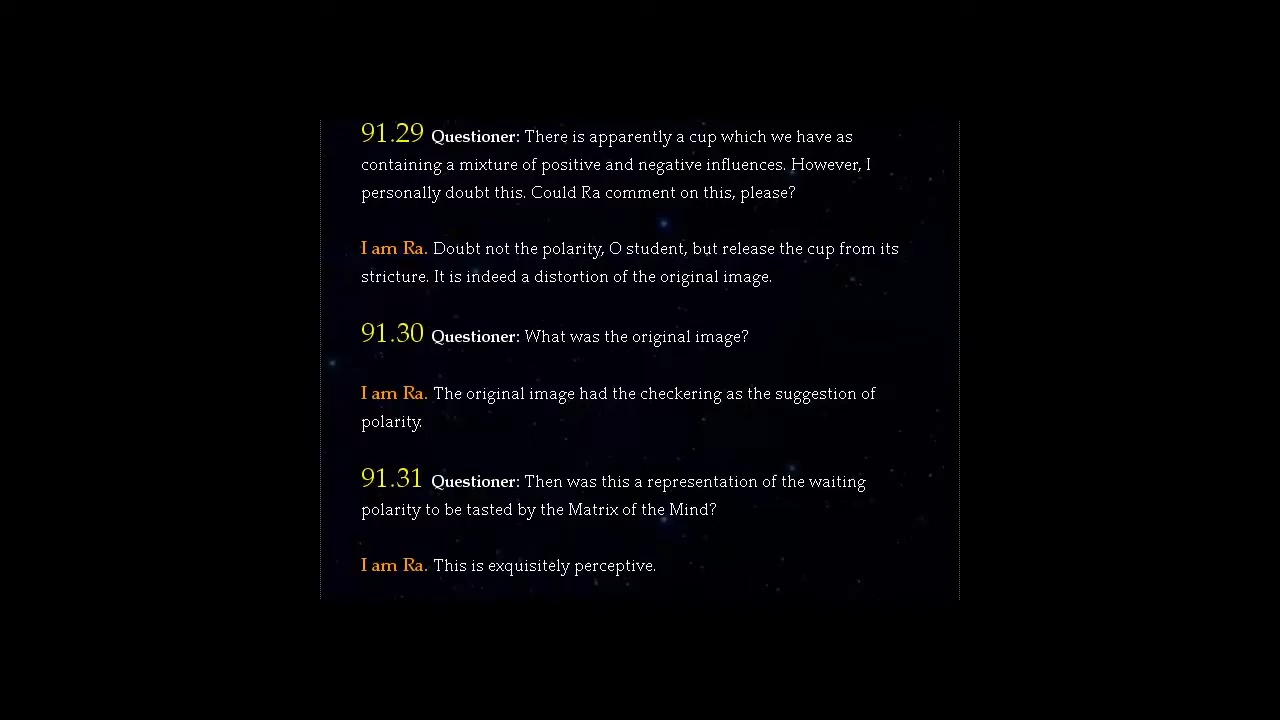 91.29 Questioner: There is apparently a cup which we have as
containing a mixture of positive and negative influences. However, I
personally doubt this. Could Ra comment on this, please?
I am Ra. Doubt not the polarity, O student, but release the cup from its
stricture. It is indeed a distortion of the original image.
91.30 Questioner: What was the original image?
I am Ra. The original image had the checkering as the suggestion of
polarity.
91.31 Questioner: Then was this a representation of the waiting
polarity to be tasted by the Matrix of the Mind?
I am Ra. This is exquisitely perceptive.